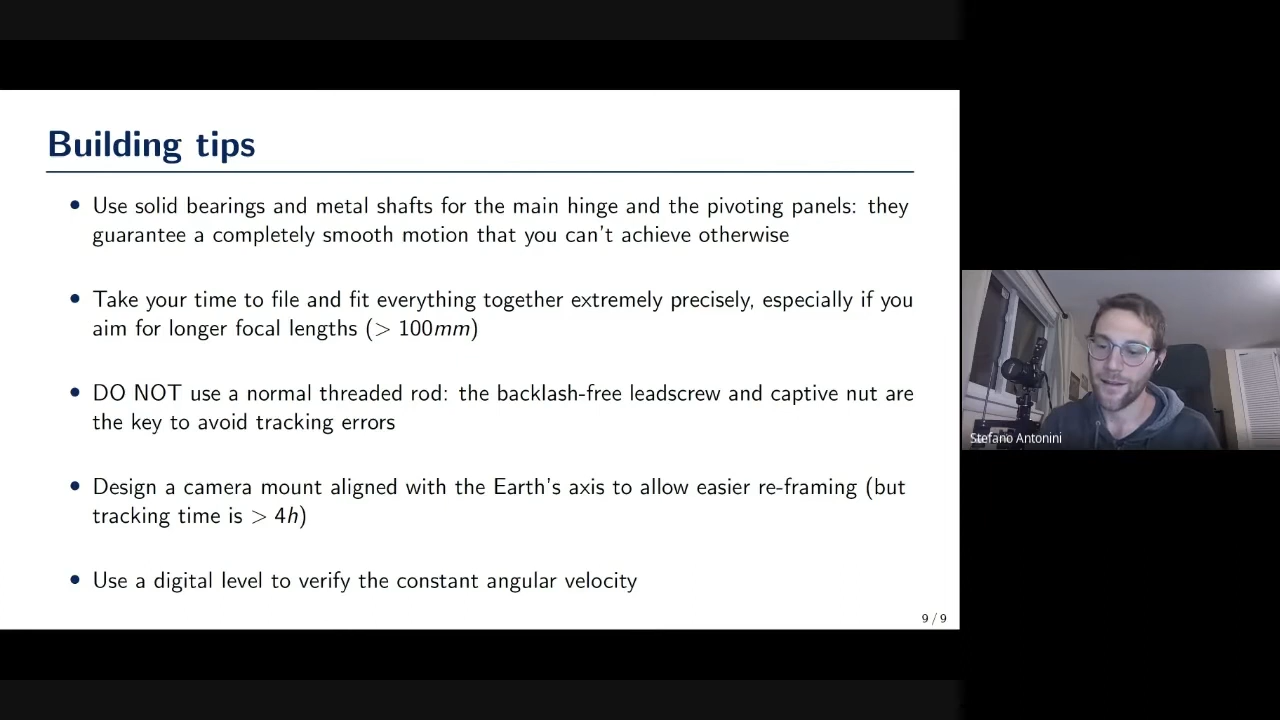 Building tips
• Use solid bearings and metal shafts for the main hinge and the pivoting panels: they
guarantee a completely smooth motion that you can't achieve otherwise
• Take your time to file and fit everything together extremely precisely, especially if you
aim for longer focal lengths (> 100mm)
• DO NOT use a normal threaded rod: the backlash-free leadscrew and captive nut are
the key to avoid tracking errors
• Design a camera mount aligned with the Earth's axis to allow easier re-framing (but
tracking time is > 4h)
• Use a digital level to verify the constant angular velocity
9 / 9
Stefano Antonini